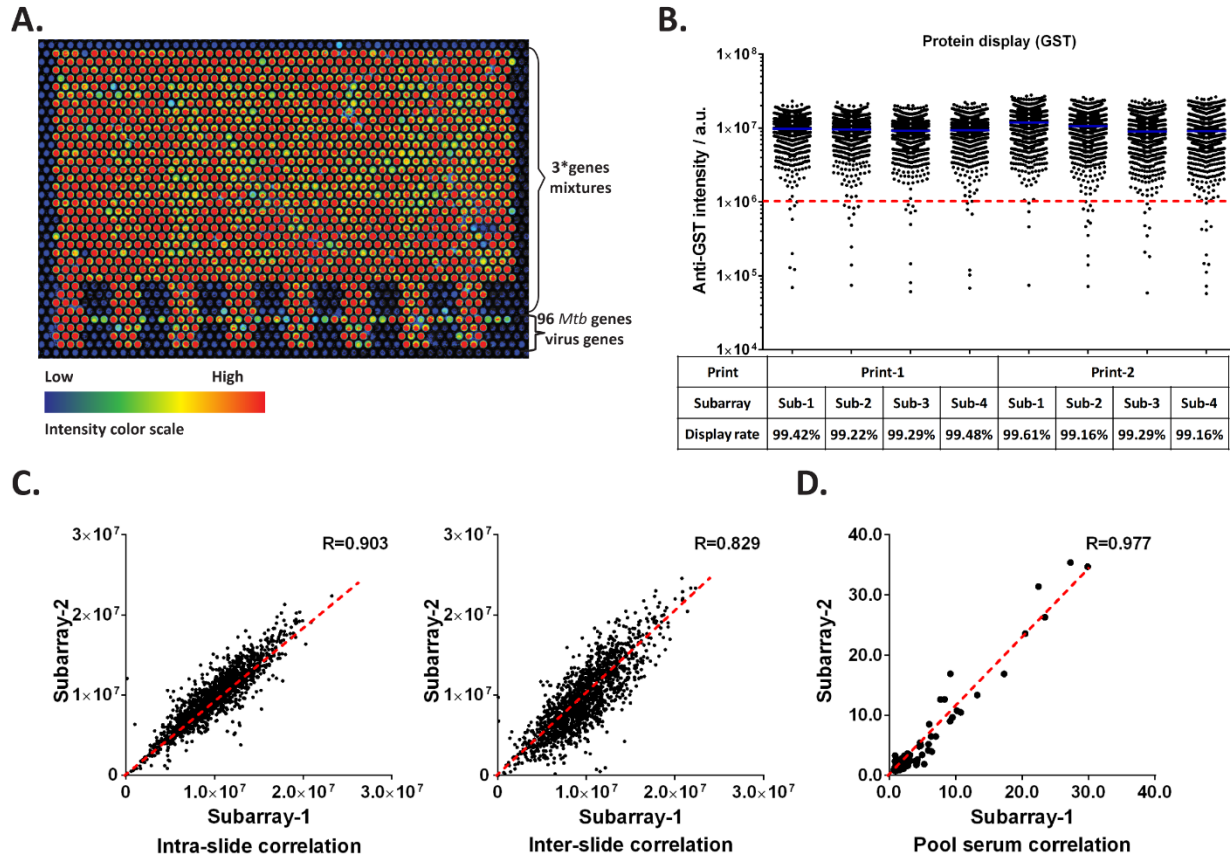 A.
3*genes
mixtures
96 Mtb genes
virus genes
Low High
Intensity color scale
B.
Protein display (GST)
Anti-GST intensity / a.u.
1×10⁸
1×10⁷
1×10⁶
1×10⁵
1×10⁴
Print Print-1 Print-2
Subarray Sub-1 Sub-2 Sub-3 Sub-4 Sub-1 Sub-2 Sub-3 Sub-4
Display rate 99.42% 99.22% 99.29% 99.48% 99.61% 99.16% 99.29% 99.16%
C.
R=0.903
Subarray-2
3×10⁷
2×10⁷
1×10⁷
0
0 1.0×10⁷ 2.0×10⁷ 3.0×10⁷
Subarray-1
Intra-slide correlation
R=0.829
Subarray-2
3×10⁷
2×10⁷
1×10⁷
0
0 1.0×10⁷ 2.0×10⁷ 3.0×10⁷
Subarray-1
Inter-slide correlation
D.
R=0.977
Subarray-2
40.0
30.0
20.0
10.0
0
0.0 10.0 20.0 30.0 40.0
Subarray-1
Pool serum correlation